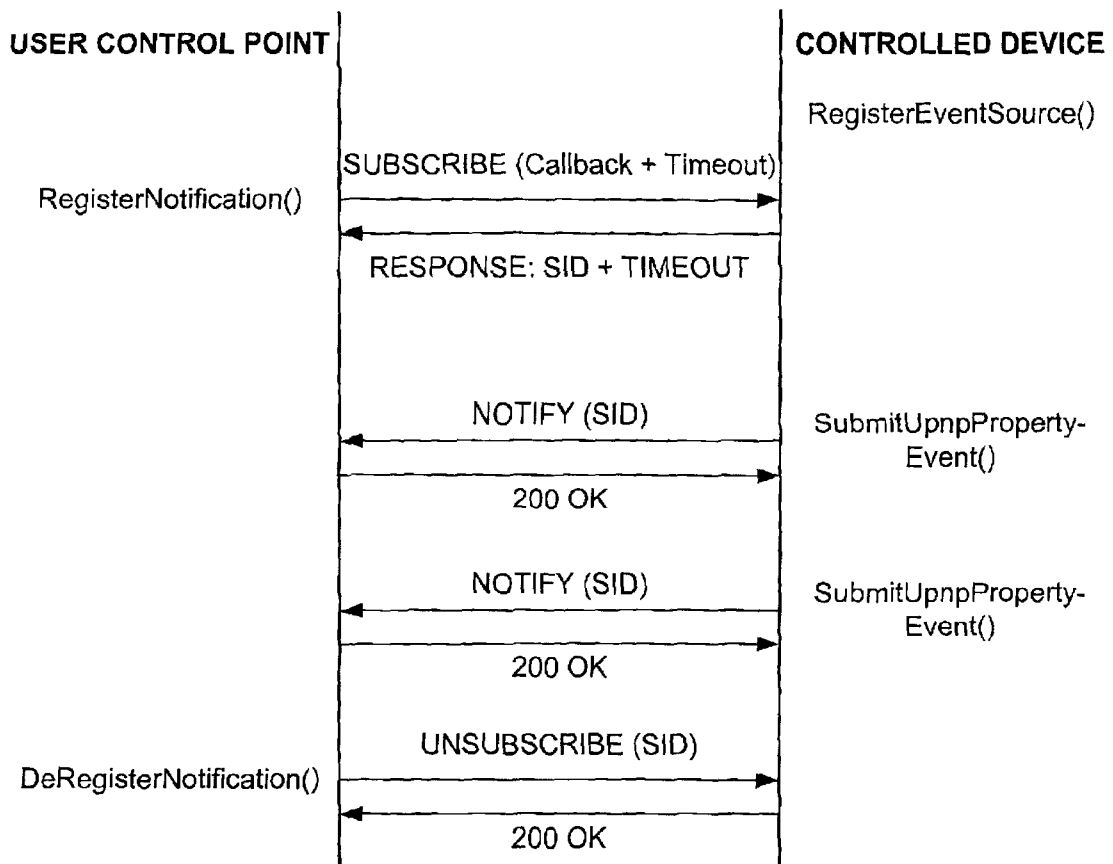 USER CONTROL POINT
CONTROLLED DEVICE
RegisterEventSource()
SUBSCRIBE (Callback + Timeout)
RegisterNotification()
RESPONSE: SID + TIMEOUT
NOTIFY (SID)
SubmitUpnpProperty-
Event()
200 OK
NOTIFY (SID)
SubmitUpnpProperty-
Event()
200 OK
UNSUBSCRIBE (SID)
DeRegisterNotification()
200 OK